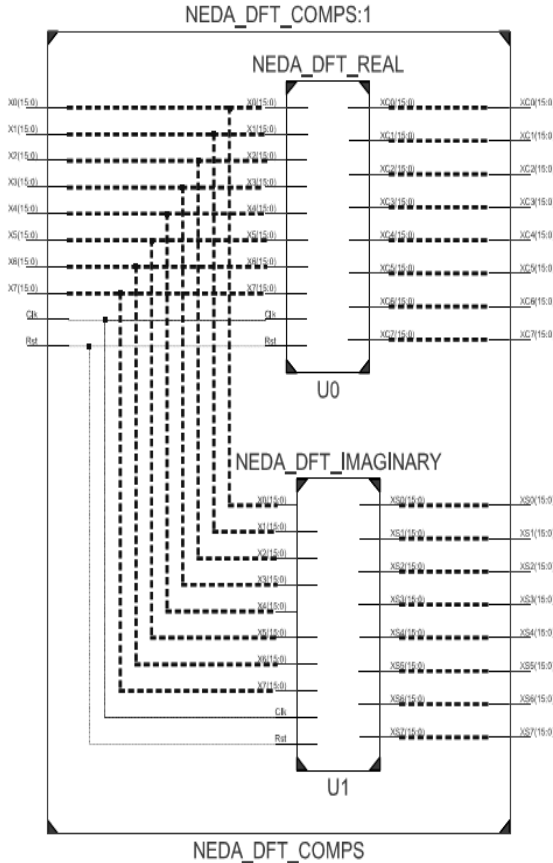 NEDA_DFT_COMPS:1
NEDA_DFT_REAL
X0(15:0) X0(15:0) XC0(15:0) XC0(15:0)
X1(15:0) X1(15:0) XC1(15:0) XC1(15:0)
X2(15:0) X2(15:0) XC2(15:0) XC2(15:0)
X3(15:0) X3(15:0) XC3(15:0) XC3(15:0)
X4(15:0) X4(15:0) XC4(15:0) XC4(15:0)
X5(15:0) X5(15:0) XC5(15:0) XC5(15:0)
X6(15:0) X6(15:0) XC6(15:0) XC6(15:0)
X7(15:0) X7(15:0) XC7(15:0) XC7(15:0)
Clk Clk
Rst Rst
U0
NEDA_DFT_IMAGINARY
X0(15:0) XS0(15:0) XS0(15:0)
X1(15:0) XS1(15:0) XS1(15:0)
X2(15:0) XS2(15:0) XS2(15:0)
X3(15:0) XS3(15:0) XS3(15:0)
X4(15:0) XS4(15:0) XS4(15:0)
X5(15:0) XS5(15:0) XS5(15:0)
X6(15:0) XS6(15:0) XS6(15:0)
X7(15:0) XS7(15:0) XS7(15:0)
Clk
Rst
U1
NEDA_DFT_COMPS